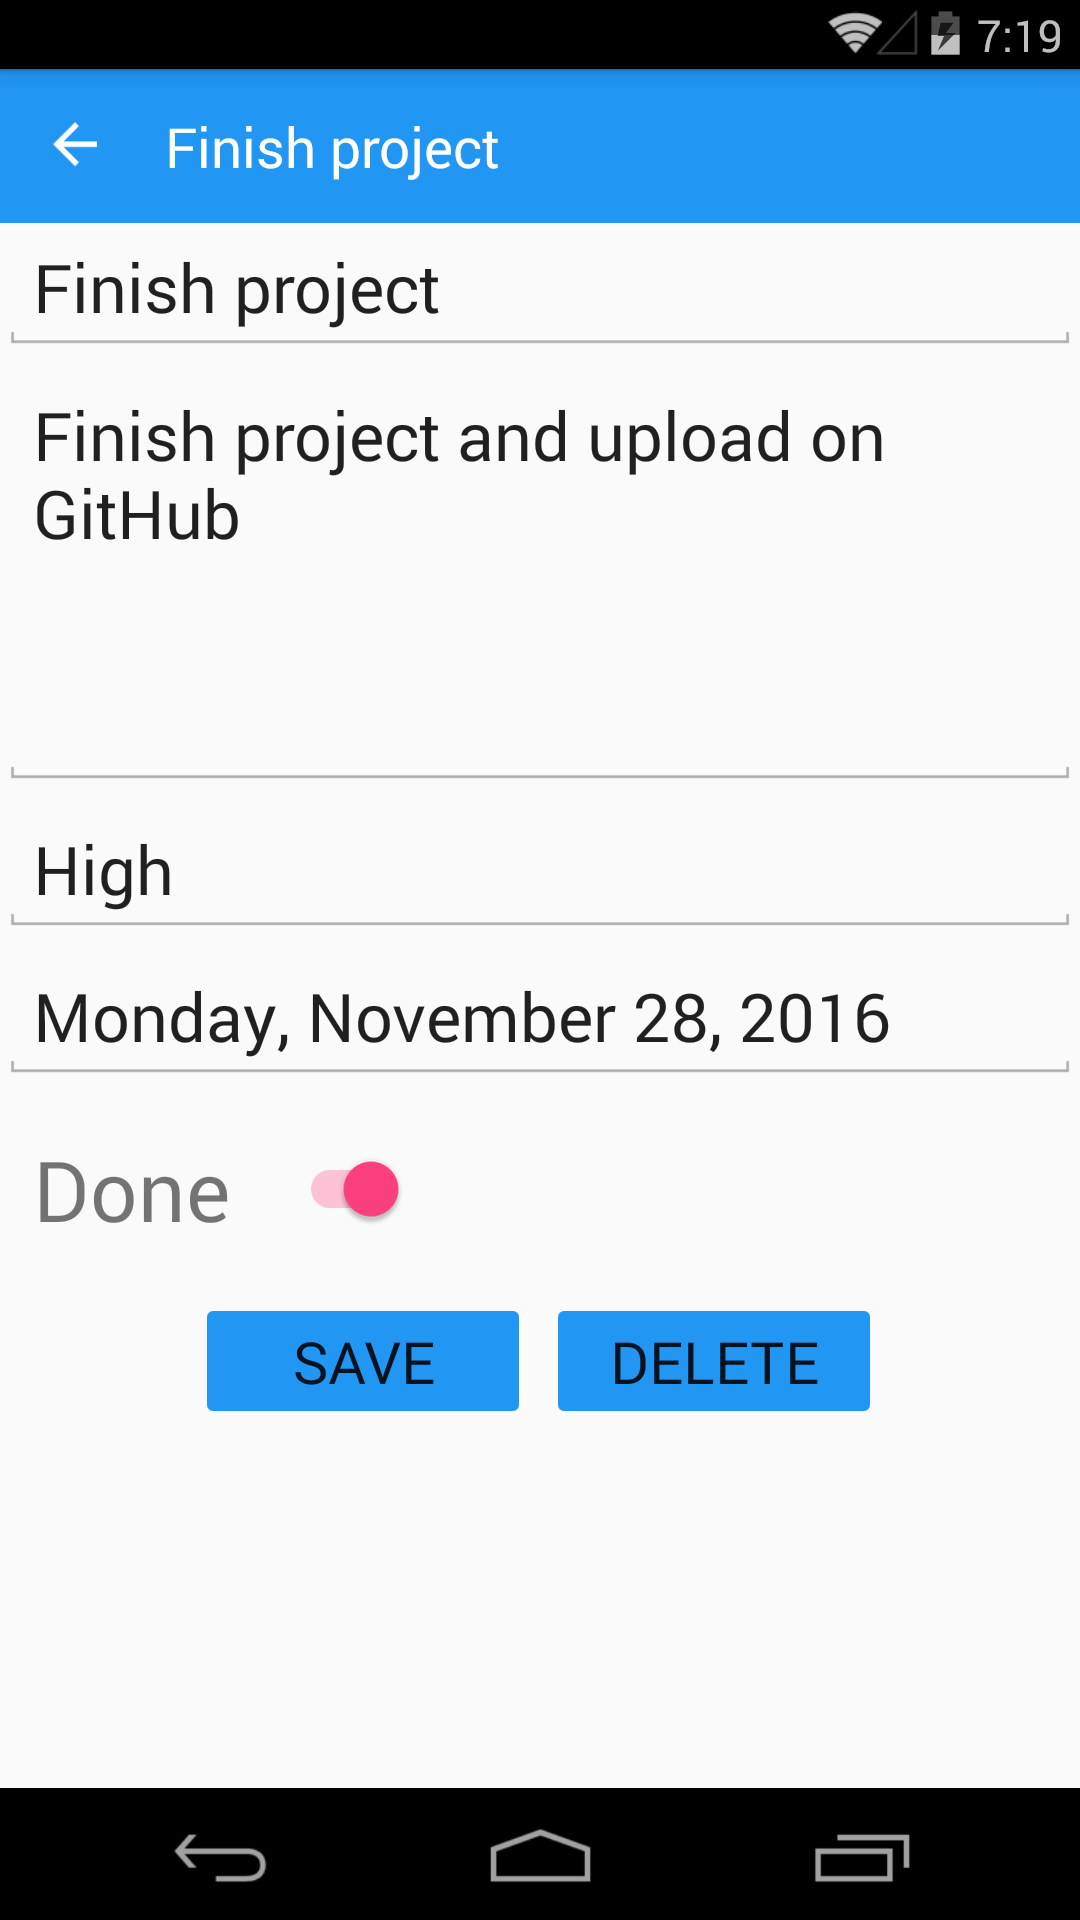 7:19
Finish project
Finish project
Finish project and upload on
GitHub
High
Monday, November 28, 2016
Done
SAVE DELETE